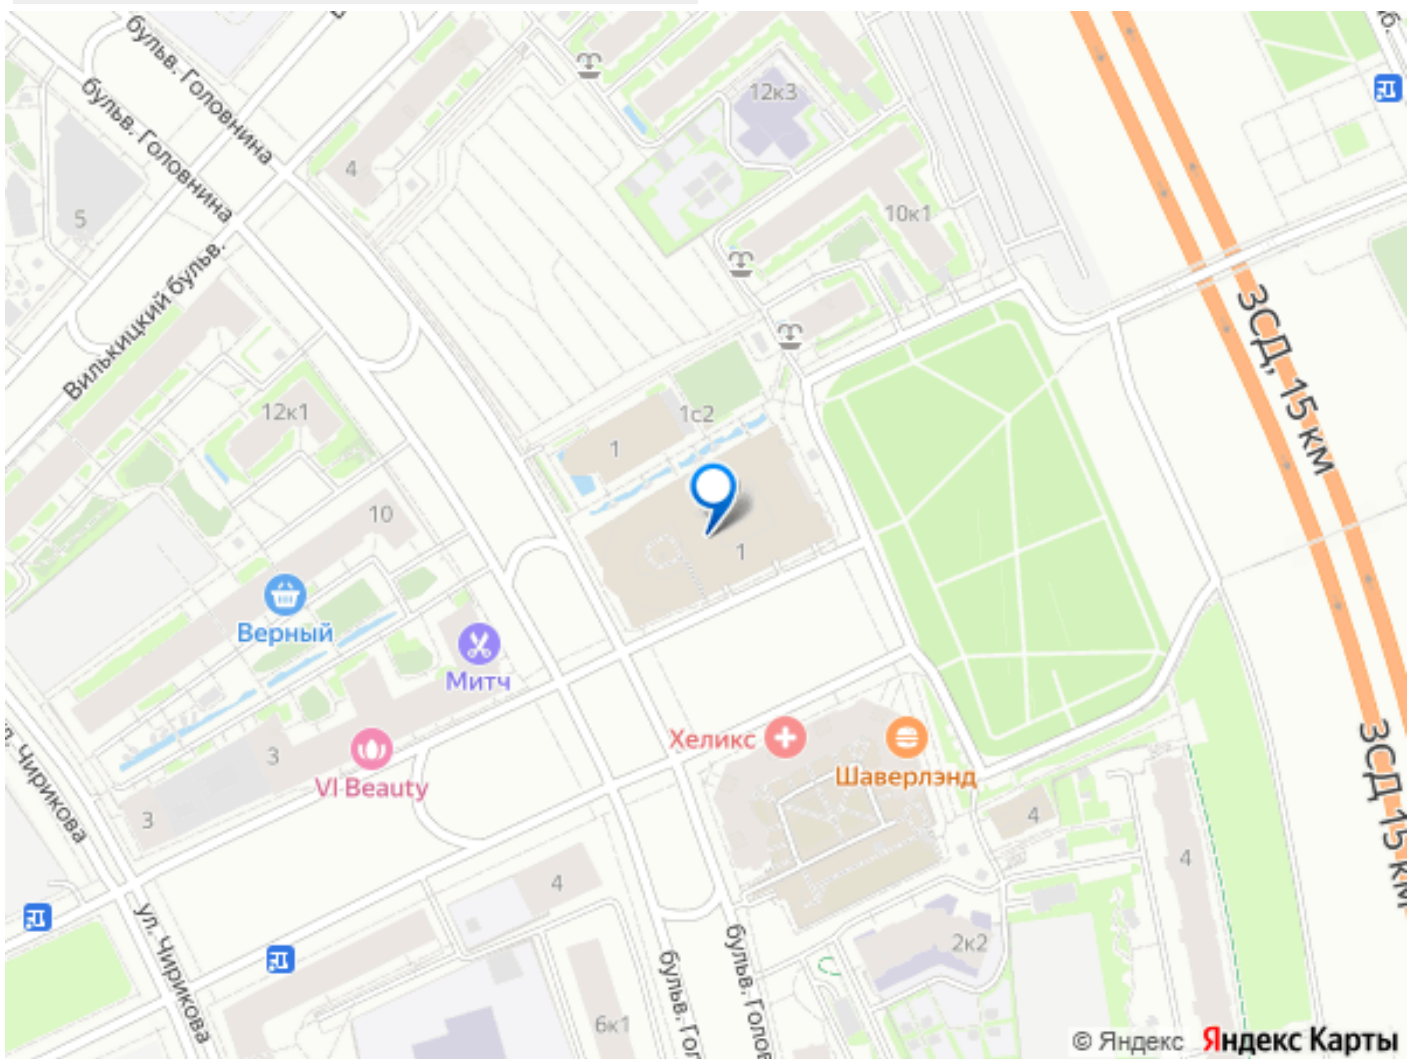 бульв. Головнина
бульв. Головнина
Вилькицкий бульв.
4
5
12к3
10к1
12к1
1с2
1
1
10
Верный
Митч
VI Beauty
3
3
Хеликс
Шаверлэнд
ЗСД, 15 км
ЗСД 15 км
Чирикова
ул. Чирикова
4
4
4
2к2
6к1
бульв. Гол
бульв. Голов
© Яндекс Яндекс Карты